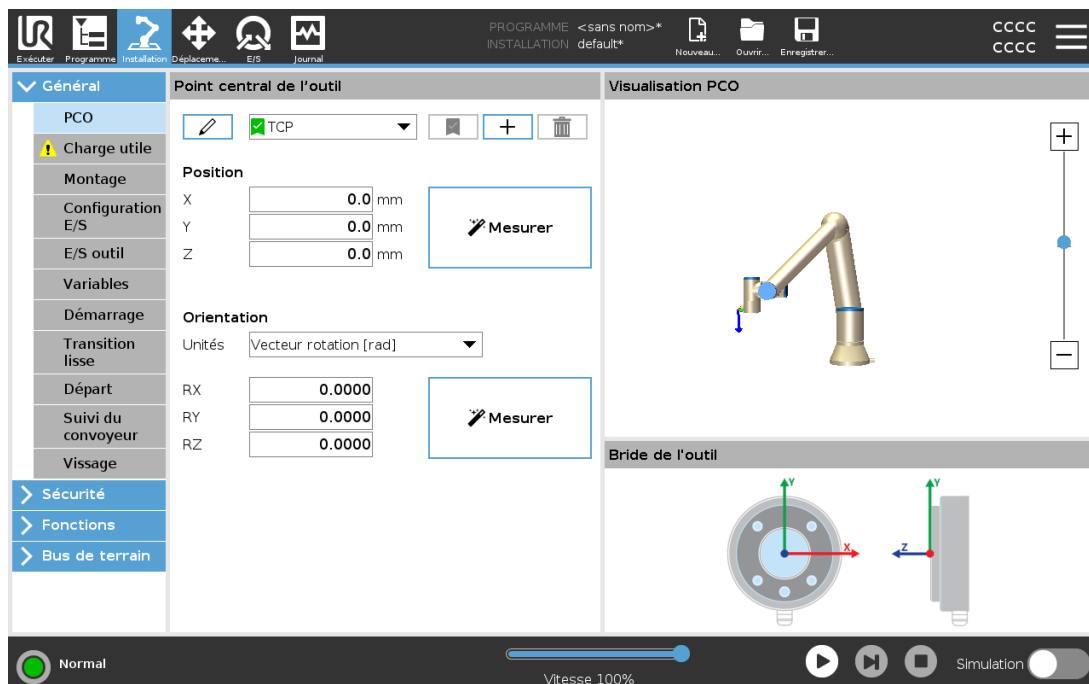 UR
PROGRAMME <sans nom>*
INSTALLATION default*
CCCC
CCCC
Exécuter Programme Installation Déplaceme... E/S Journal
Nouveau... Ouvrir... Enregistrer...
Général
PCO
Charge utile
Montage
Configuration
E/S
E/S outil
Variables
Démarrage
Transition
lisse
Départ
Suivi du
convoyeur
Vissage
Sécurité
Fonctions
Bus de terrain
Point central de l'outil
TCP
Position
X 0.0 mm
Y 0.0 mm
Z 0.0 mm
Mesurer
Orientation
Unités Vecteur rotation [rad]
RX 0.0000
RY 0.0000
RZ 0.0000
Mesurer
Visualisation PCO
Bride de l'outil
Y
X
Y
Z
Normal
Vitesse 100%
Simulation